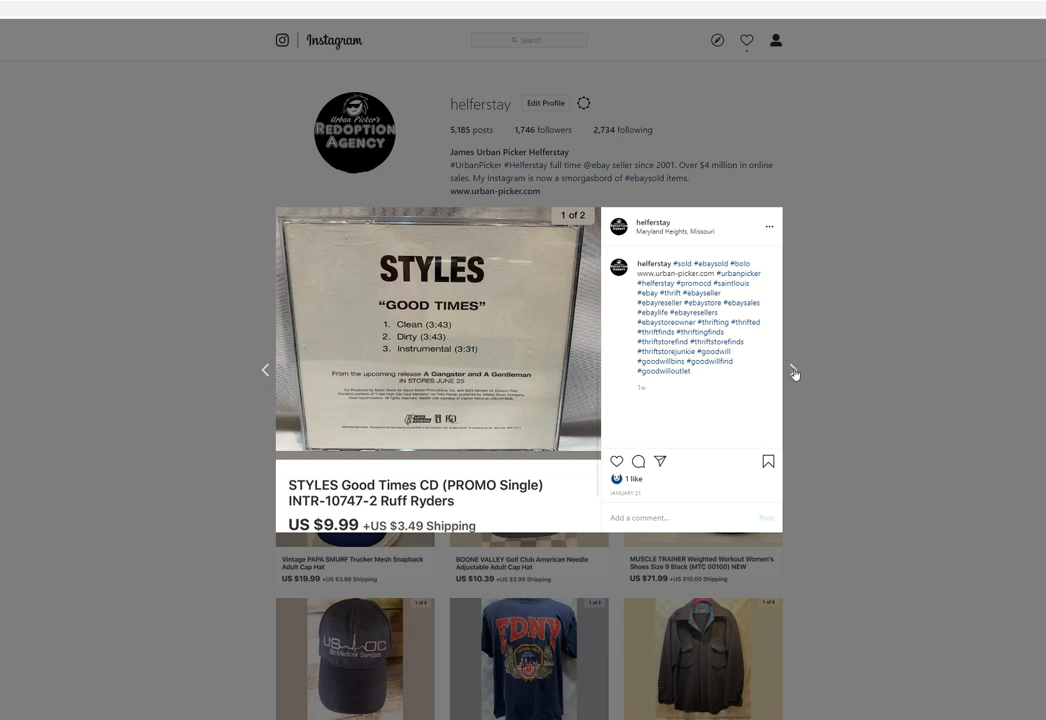 Instagram
Search
helferstay
Edit Profile
5,185 posts 1,746 followers 2,734 following
James Urban Picker Helferstay
#UrbanPicker #Helferstay full time @ebay seller since 2001. Over $4 million in online
sales. My Instagram is now a smorgasbord of #ebaysold items.
www.urban-picker.com
Urban Picker's
REDOPTION
AGENCY
1 of 2
STYLES
"GOOD TIMES"
1. Clean (3:43)
2. Dirty (3:43)
3. Instrumental (3:31)
From the upcoming release A Gangster and A Gentleman
IN STORES JUNE 25
STYLES Good Times CD (PROMO Single)
INTR-10747-2 Ruff Ryders
US $9.99 +US $3.49 Shipping
helferstay
Maryland Heights, Missouri
helferstay #sold #ebaysold #bolo
www.urban-picker.com #urbanpicker
#helferstay #promocd #saintlouis
#ebay #thrift #ebayseller
#ebayreseller #ebaystore #ebaysales
#ebaylife #ebayresellers
#ebaystoreowner #thrifting #thrifted
#thriftfinds #thriftingfinds
#thriftstorefind #thriftstorefinds
#thriftstorejunkie #goodwill
#goodwillbins #goodwillfind
#goodwilloutlet
1w
1 like
JANUARY 21
Add a comment...
Post
Vintage PAPA SMURF Trucker Mesh Snapback
Adult Cap Hat
US $19.99 +US $3.99 Shipping
BOONE VALLEY Golf Club American Needle
Adjustable Adult Cap Hat
US $10.39 +US $3.99 Shipping
MUSCLE TRAINER Weighted Workout Women's
Shoes Size 9 Black (MTC 00100) NEW
US $71.99 +US $10.00 Shipping
FDNY